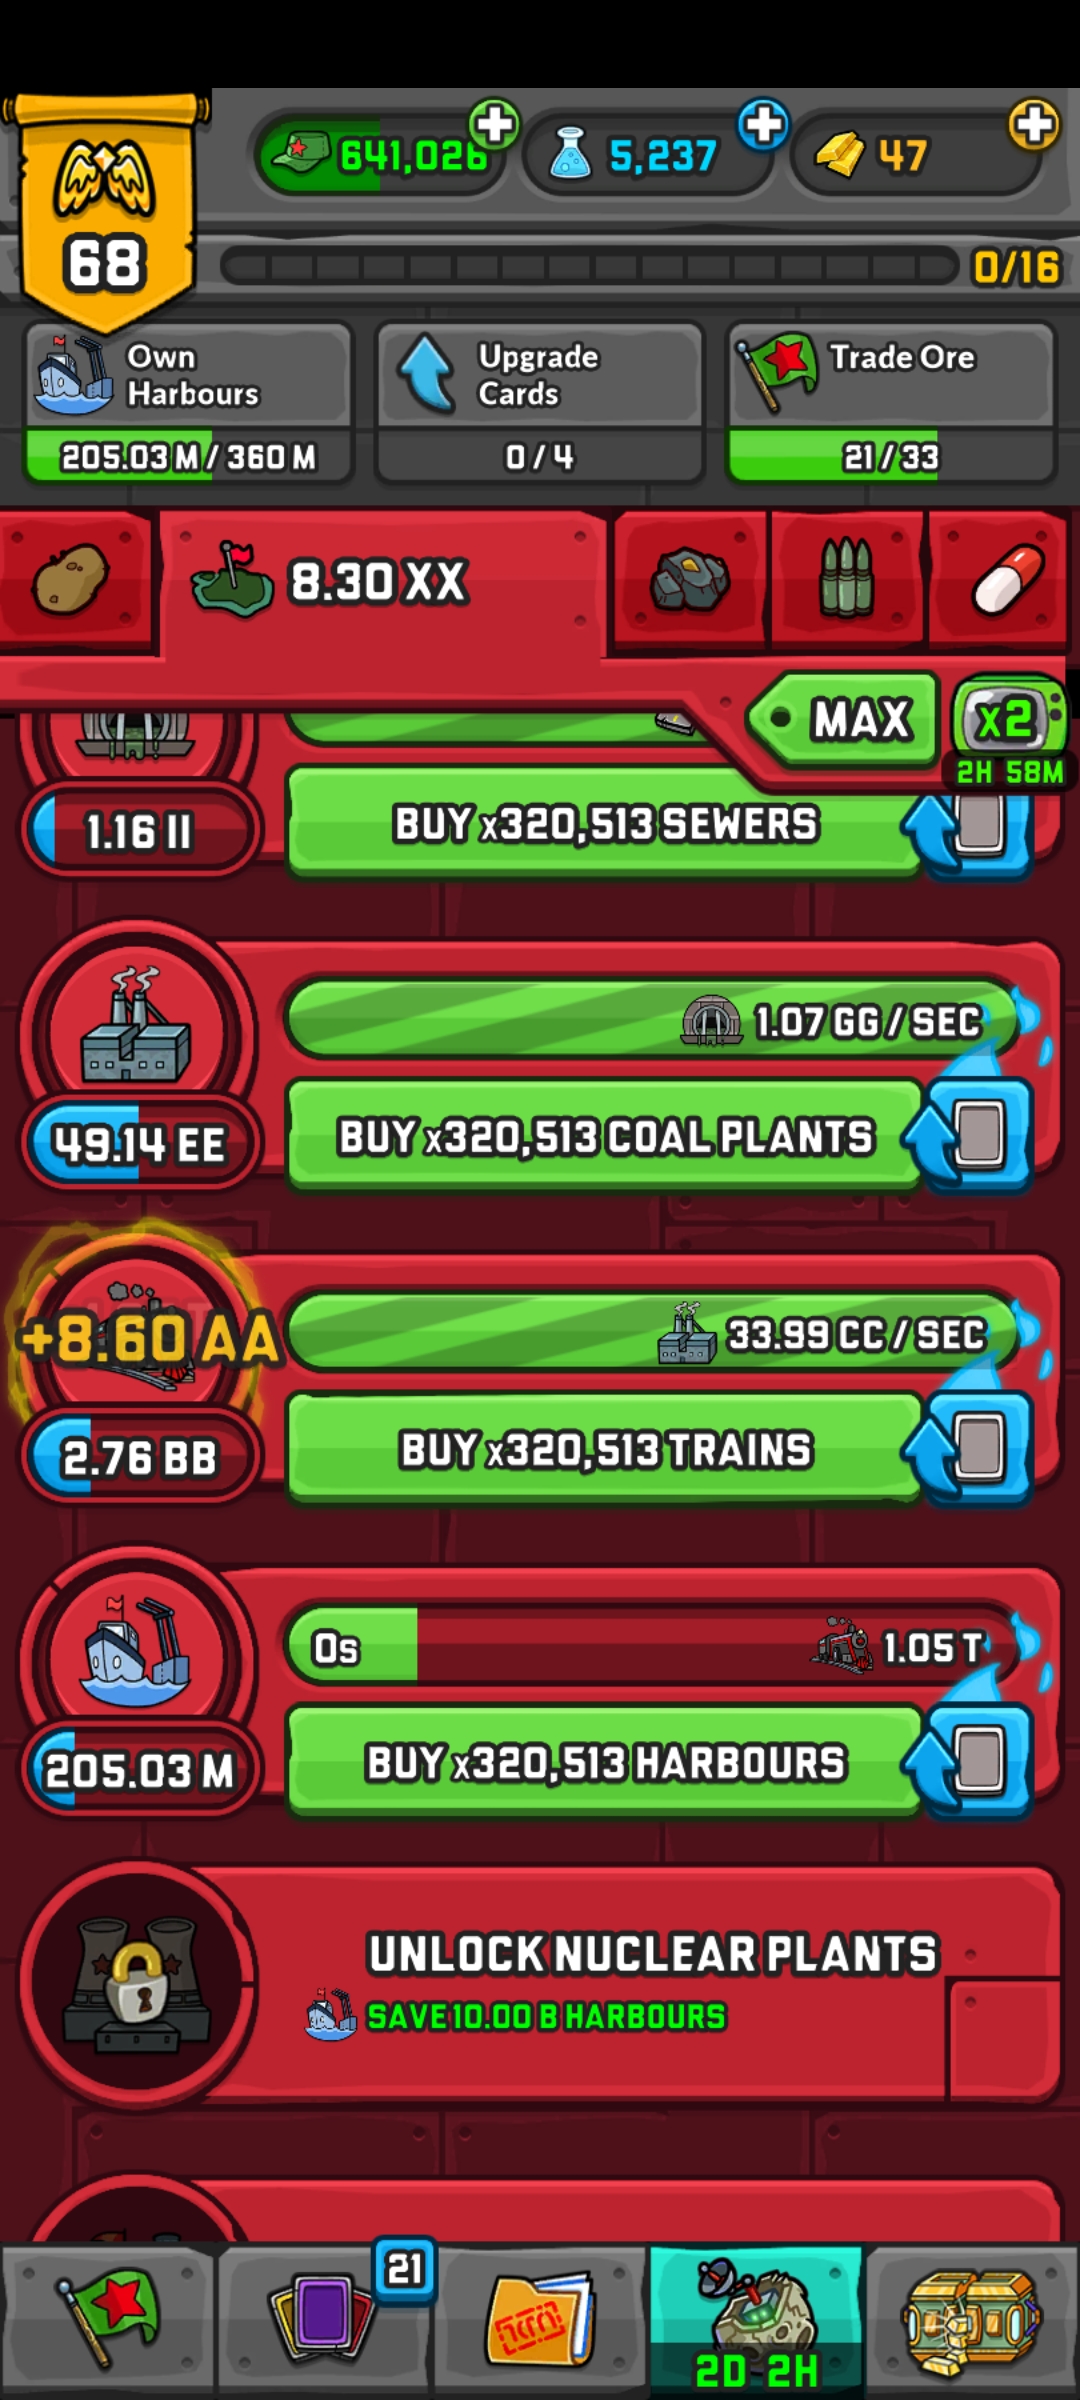 641,026
5,237
47
68
0/16
Own Harbours
205.03 M / 360 M
Upgrade Cards
0 / 4
Trade Ore
21 / 33
8.30 XX
MAX
x2
2H 58M
1.16 II
BUY x320,513 SEWERS
1.07 GG / SEC
49.14 EE
BUY x320,513 COAL PLANTS
+8.60 AA
33.99 CC / SEC
2.76 BB
BUY x320,513 TRAINS
0s
1.05 T
205.03 M
BUY x320,513 HARBOURS
UNLOCK NUCLEAR PLANTS
SAVE 10.00 B HARBOURS
21
2D 2H